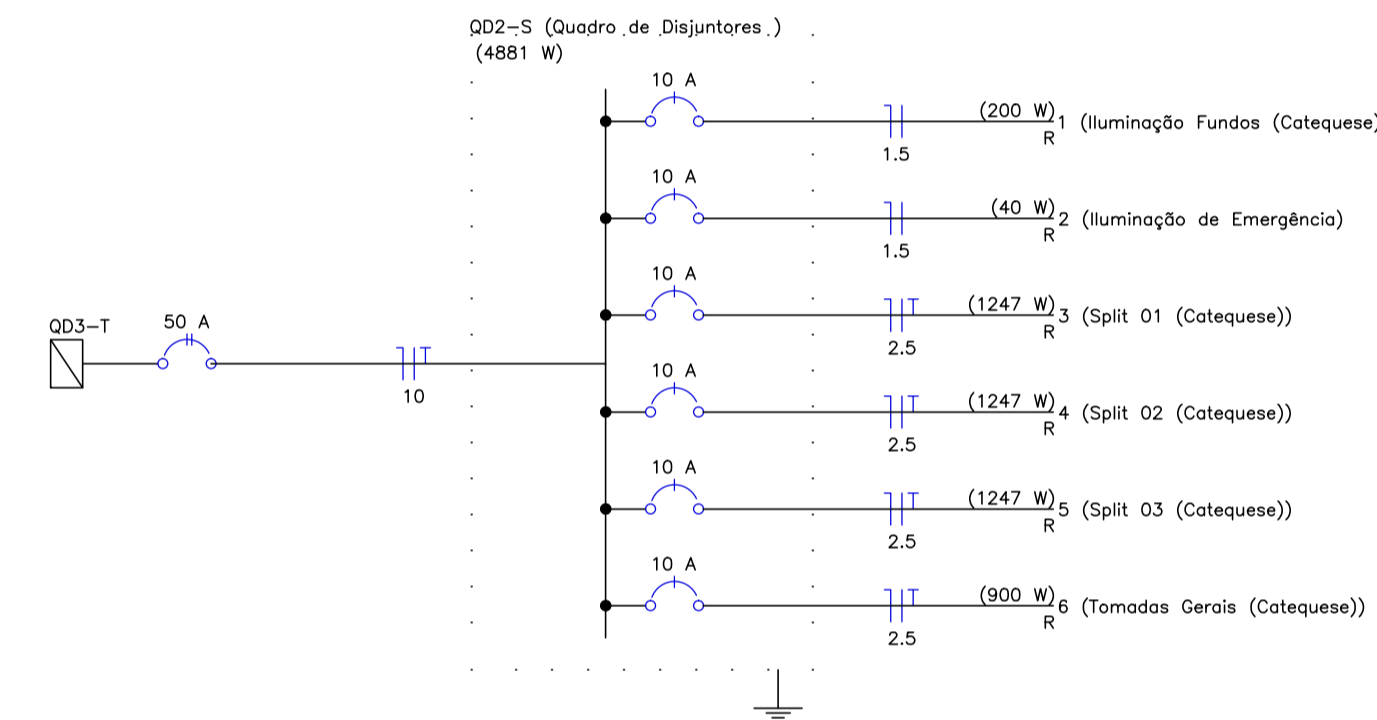 QD2-S (Quadro de Disjuntores )
(4881 W)
10 A
(200 W)
1 (Iluminação Fundos (Catequese)
R
1.5
10 A
(40 W)
2 (Iluminação de Emergência)
R
1.5
10 A
(1247 W)
3 (Split 01 (Catequese))
R
2.5
QD3-T
50 A
10
10 A
(1247 W)
4 (Split 02 (Catequese))
R
2.5
10 A
(1247 W)
5 (Split 03 (Catequese))
R
2.5
10 A
(900 W)
6 (Tomadas Gerais (Catequese))
R
2.5